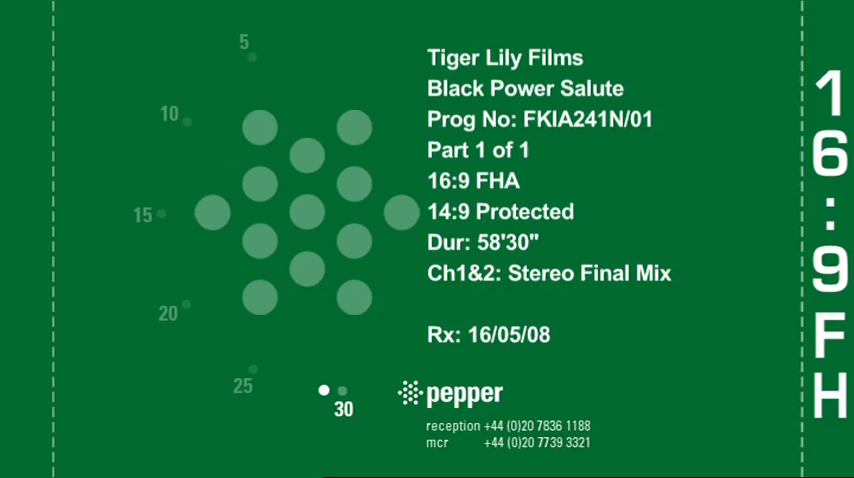 Tiger Lily Films
Black Power Salute
Prog No: FKIA241N/01
Part 1 of 1
16:9 FHA
14:9 Protected
Dur: 58'30"
Ch1&2: Stereo Final Mix
Rx: 16/05/08
5
10
15
20
25
30
pepper
reception +44 (0)20 7836 1188
mcr +44 (0)20 7739 3321
16:9 FH